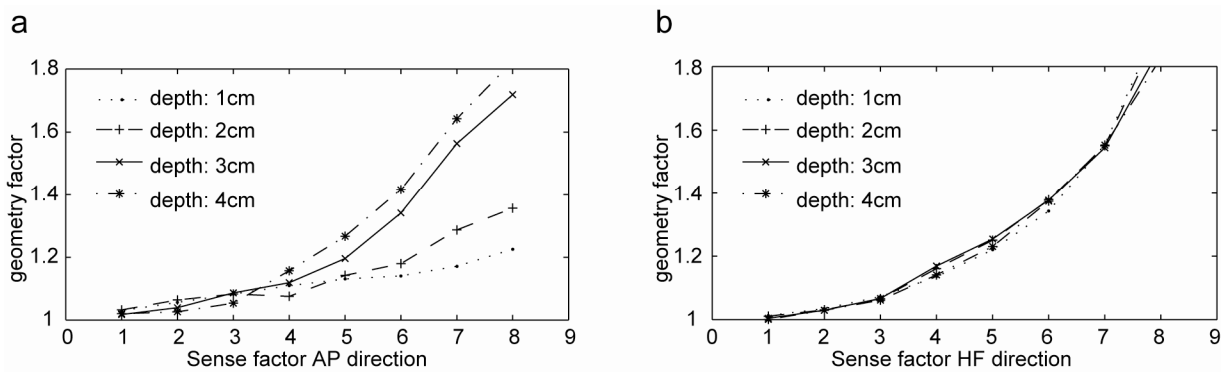 a
1.8
1.6
1.4
1.2
1
geometry factor
depth: 1cm
depth: 2cm
depth: 3cm
depth: 4cm
0 1 2 3 4 5 6 7 8 9
Sense factor AP direction
b
1.8
1.6
1.4
1.2
1
geometry factor
depth: 1cm
depth: 2cm
depth: 3cm
depth: 4cm
0 1 2 3 4 5 6 7 8 9
Sense factor HF direction